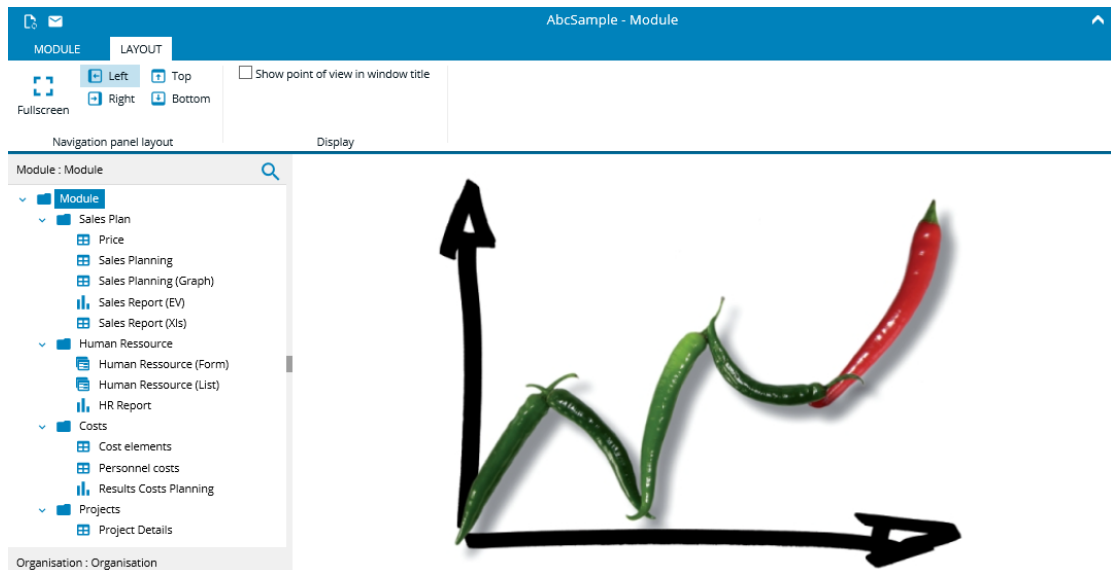 AbcSample - Module
MODULE LAYOUT
Fullscreen
Left Top
Right Bottom
Navigation panel layout
Show point of view in window title
Display
Module : Module
Module
Sales Plan
Price
Sales Planning
Sales Planning (Graph)
Sales Report (EV)
Sales Report (Xls)
Human Ressource
Human Ressource (Form)
Human Ressource (List)
HR Report
Costs
Cost elements
Personnel costs
Results Costs Planning
Projects
Project Details
Organisation : Organisation